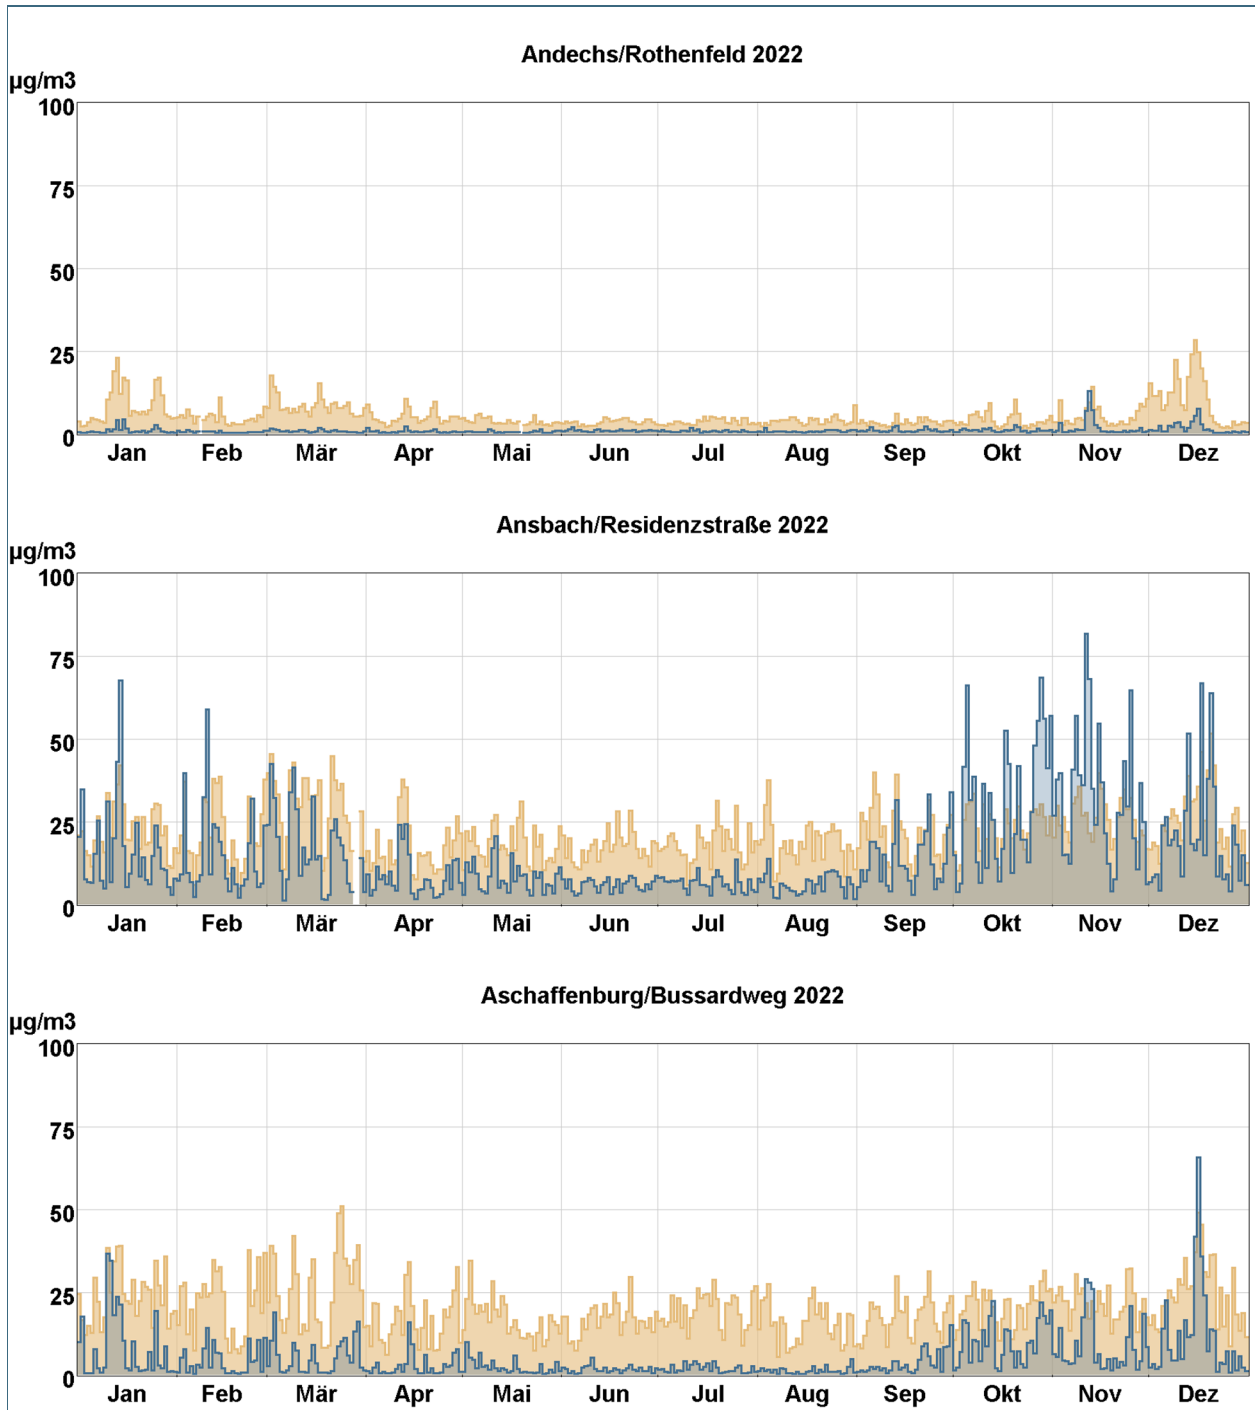 Andechs/Rothenfeld 2022
µg/m3
100
75
50
25
0
Jan Feb Mär Apr Mai Jun Jul Aug Sep Okt Nov Dez
Ansbach/Residenzstraße 2022
µg/m3
100
75
50
25
0
Jan Feb Mär Apr Mai Jun Jul Aug Sep Okt Nov Dez
Aschaffenburg/Bussardweg 2022
µg/m3
100
75
50
25
0
Jan Feb Mär Apr Mai Jun Jul Aug Sep Okt Nov Dez